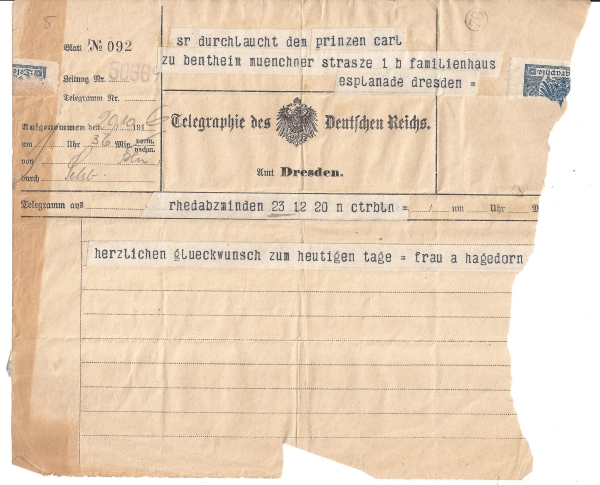 Blatt № 092
sr durchlaucht dem prinzen carl
zu bentheim muenchner strasze 1 b familienhaus
esplanade dresden =
Leitung Nr.
Telegramm Nr.
Aufgenommen den 191
um Uhr 36 Min. vorm. nachm.
von
durch
Telegraphie des Deutschen Reichs.
Amt Dresden.
Telegramm aus rhedabzminden 23 12 20 n ctrbln = um Uhr M
herzlichen glueckwunsch zum heutigen tage = frau a hagedorn